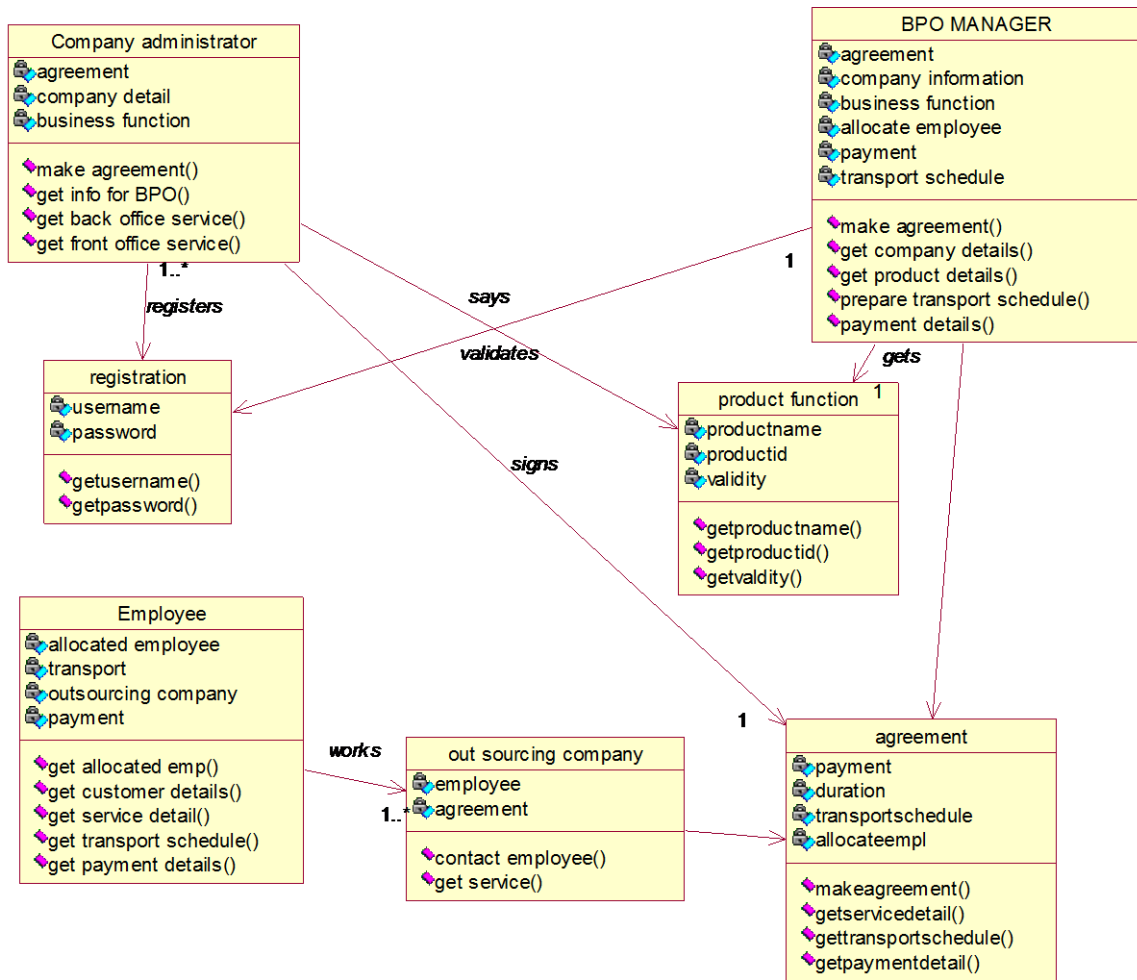 Company administrator
agreement
company detail
business function
make agreement()
get info for BPO()
get back office service()
get front office service()
BPO MANAGER
agreement
company information
business function
allocate employee
payment
transport schedule
make agreement()
get company details()
get product details()
prepare transport schedule()
payment details()
1..*
registers
says
validates
1
gets
signs
registration
username
password
getusername()
getpassword()
product function
1
productname
productid
validity
getproductname()
getproductid()
getvaldity()
Employee
allocated employee
transport
outsourcing company
payment
get allocated emp()
get customer details()
get service detail()
get transport schedule()
get payment details()
works
1..*
out sourcing company
employee
agreement
contact employee()
get service()
1
agreement
payment
duration
transportschedule
allocateempl
makeagreement()
getservicedetail()
gettransportschedule()
getpaymentdetail()